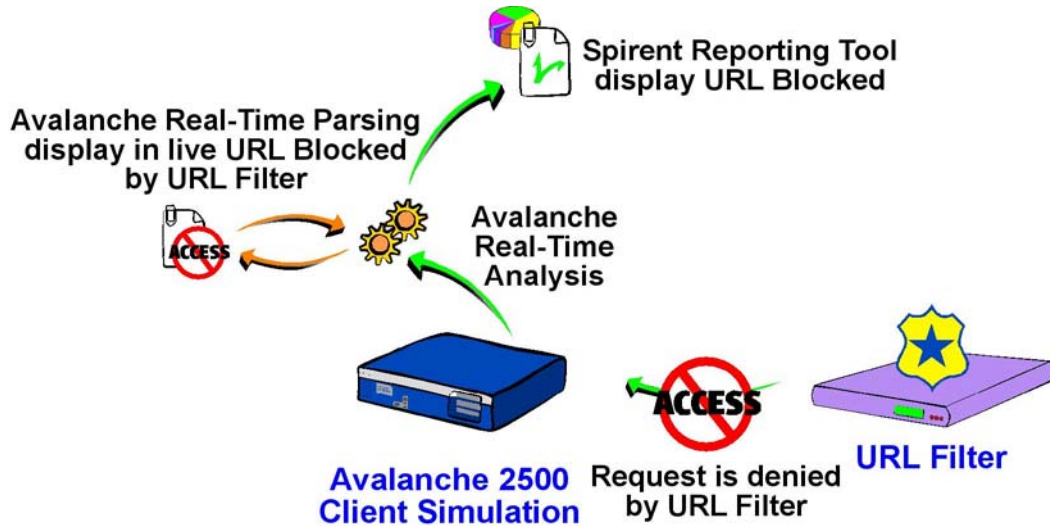 Spirent Reporting Tool
display URL Blocked
Avalanche Real-Time Parsing
display in live URL Blocked
by URL Filter
ACCESS
Avalanche
Real-Time
Analysis
ACCESS
Request is denied
by URL Filter
URL Filter
Avalanche 2500
Client Simulation